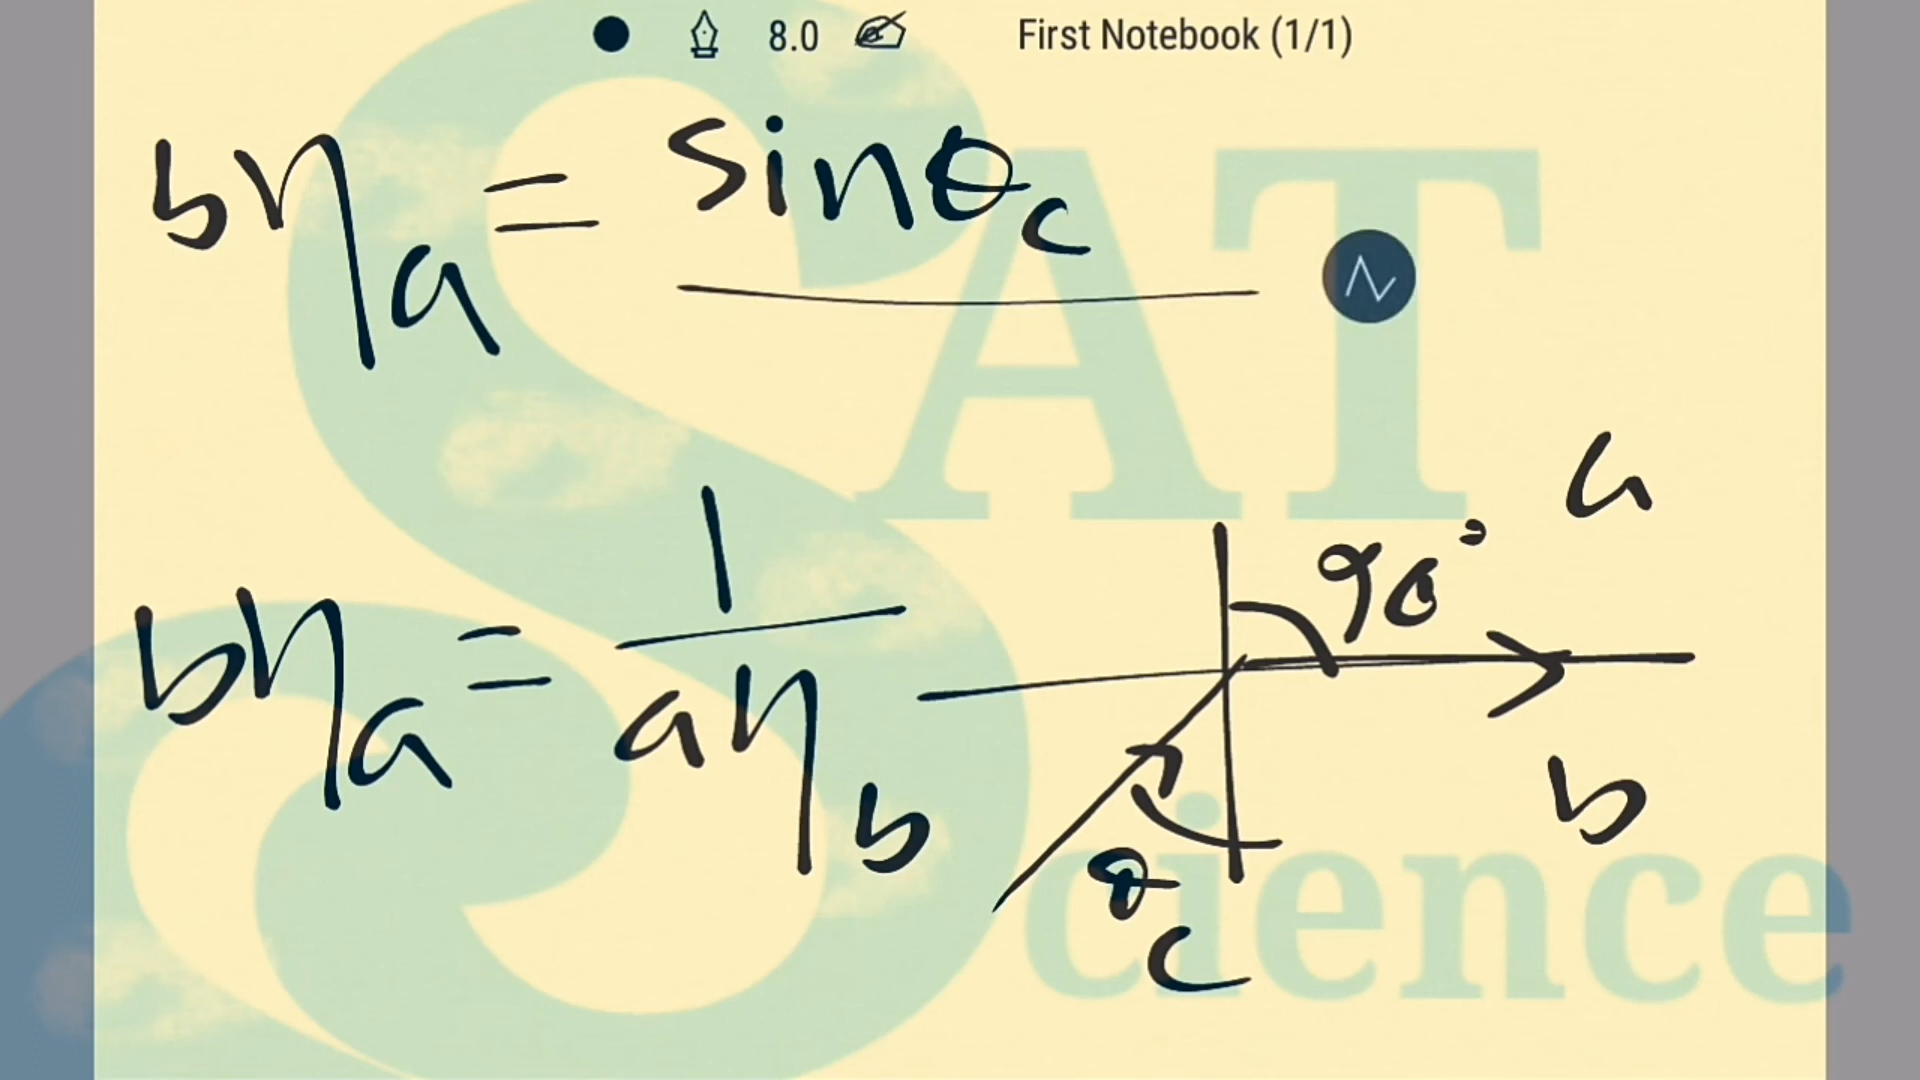 8.0 First Notebook (1/1)
bηa = sinθc
bηa = 1/aηb
90°
a
b
θc
SAT
Science